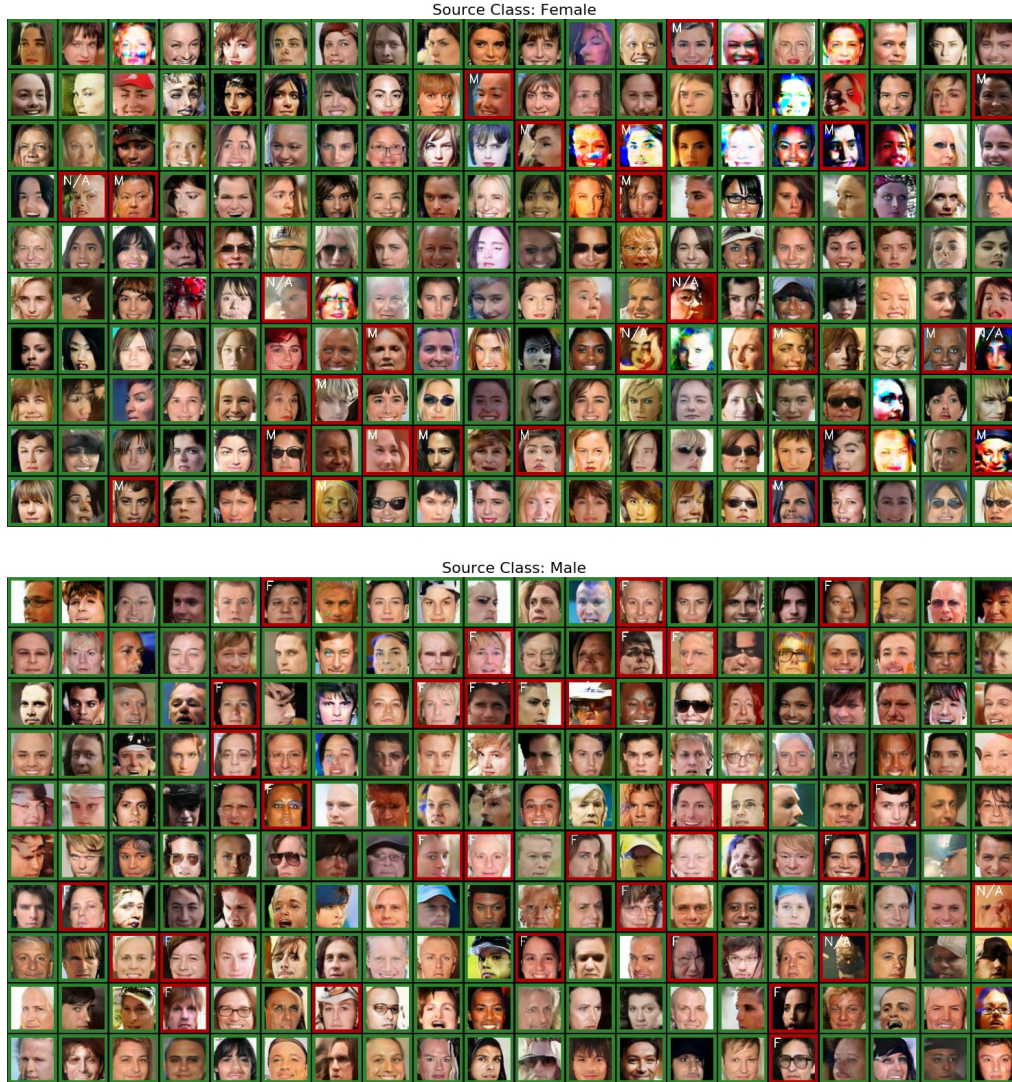 Source Class: Female
M
M M
M M M
N/A M M
N/A N/A
M N/A M M N/A
M
M M M M M M
M M M
Source Class: Male
F F F
F F F
F F F F F
F
F F F F
F F F F F
F F N/A
F F F F N/A
F F F
F